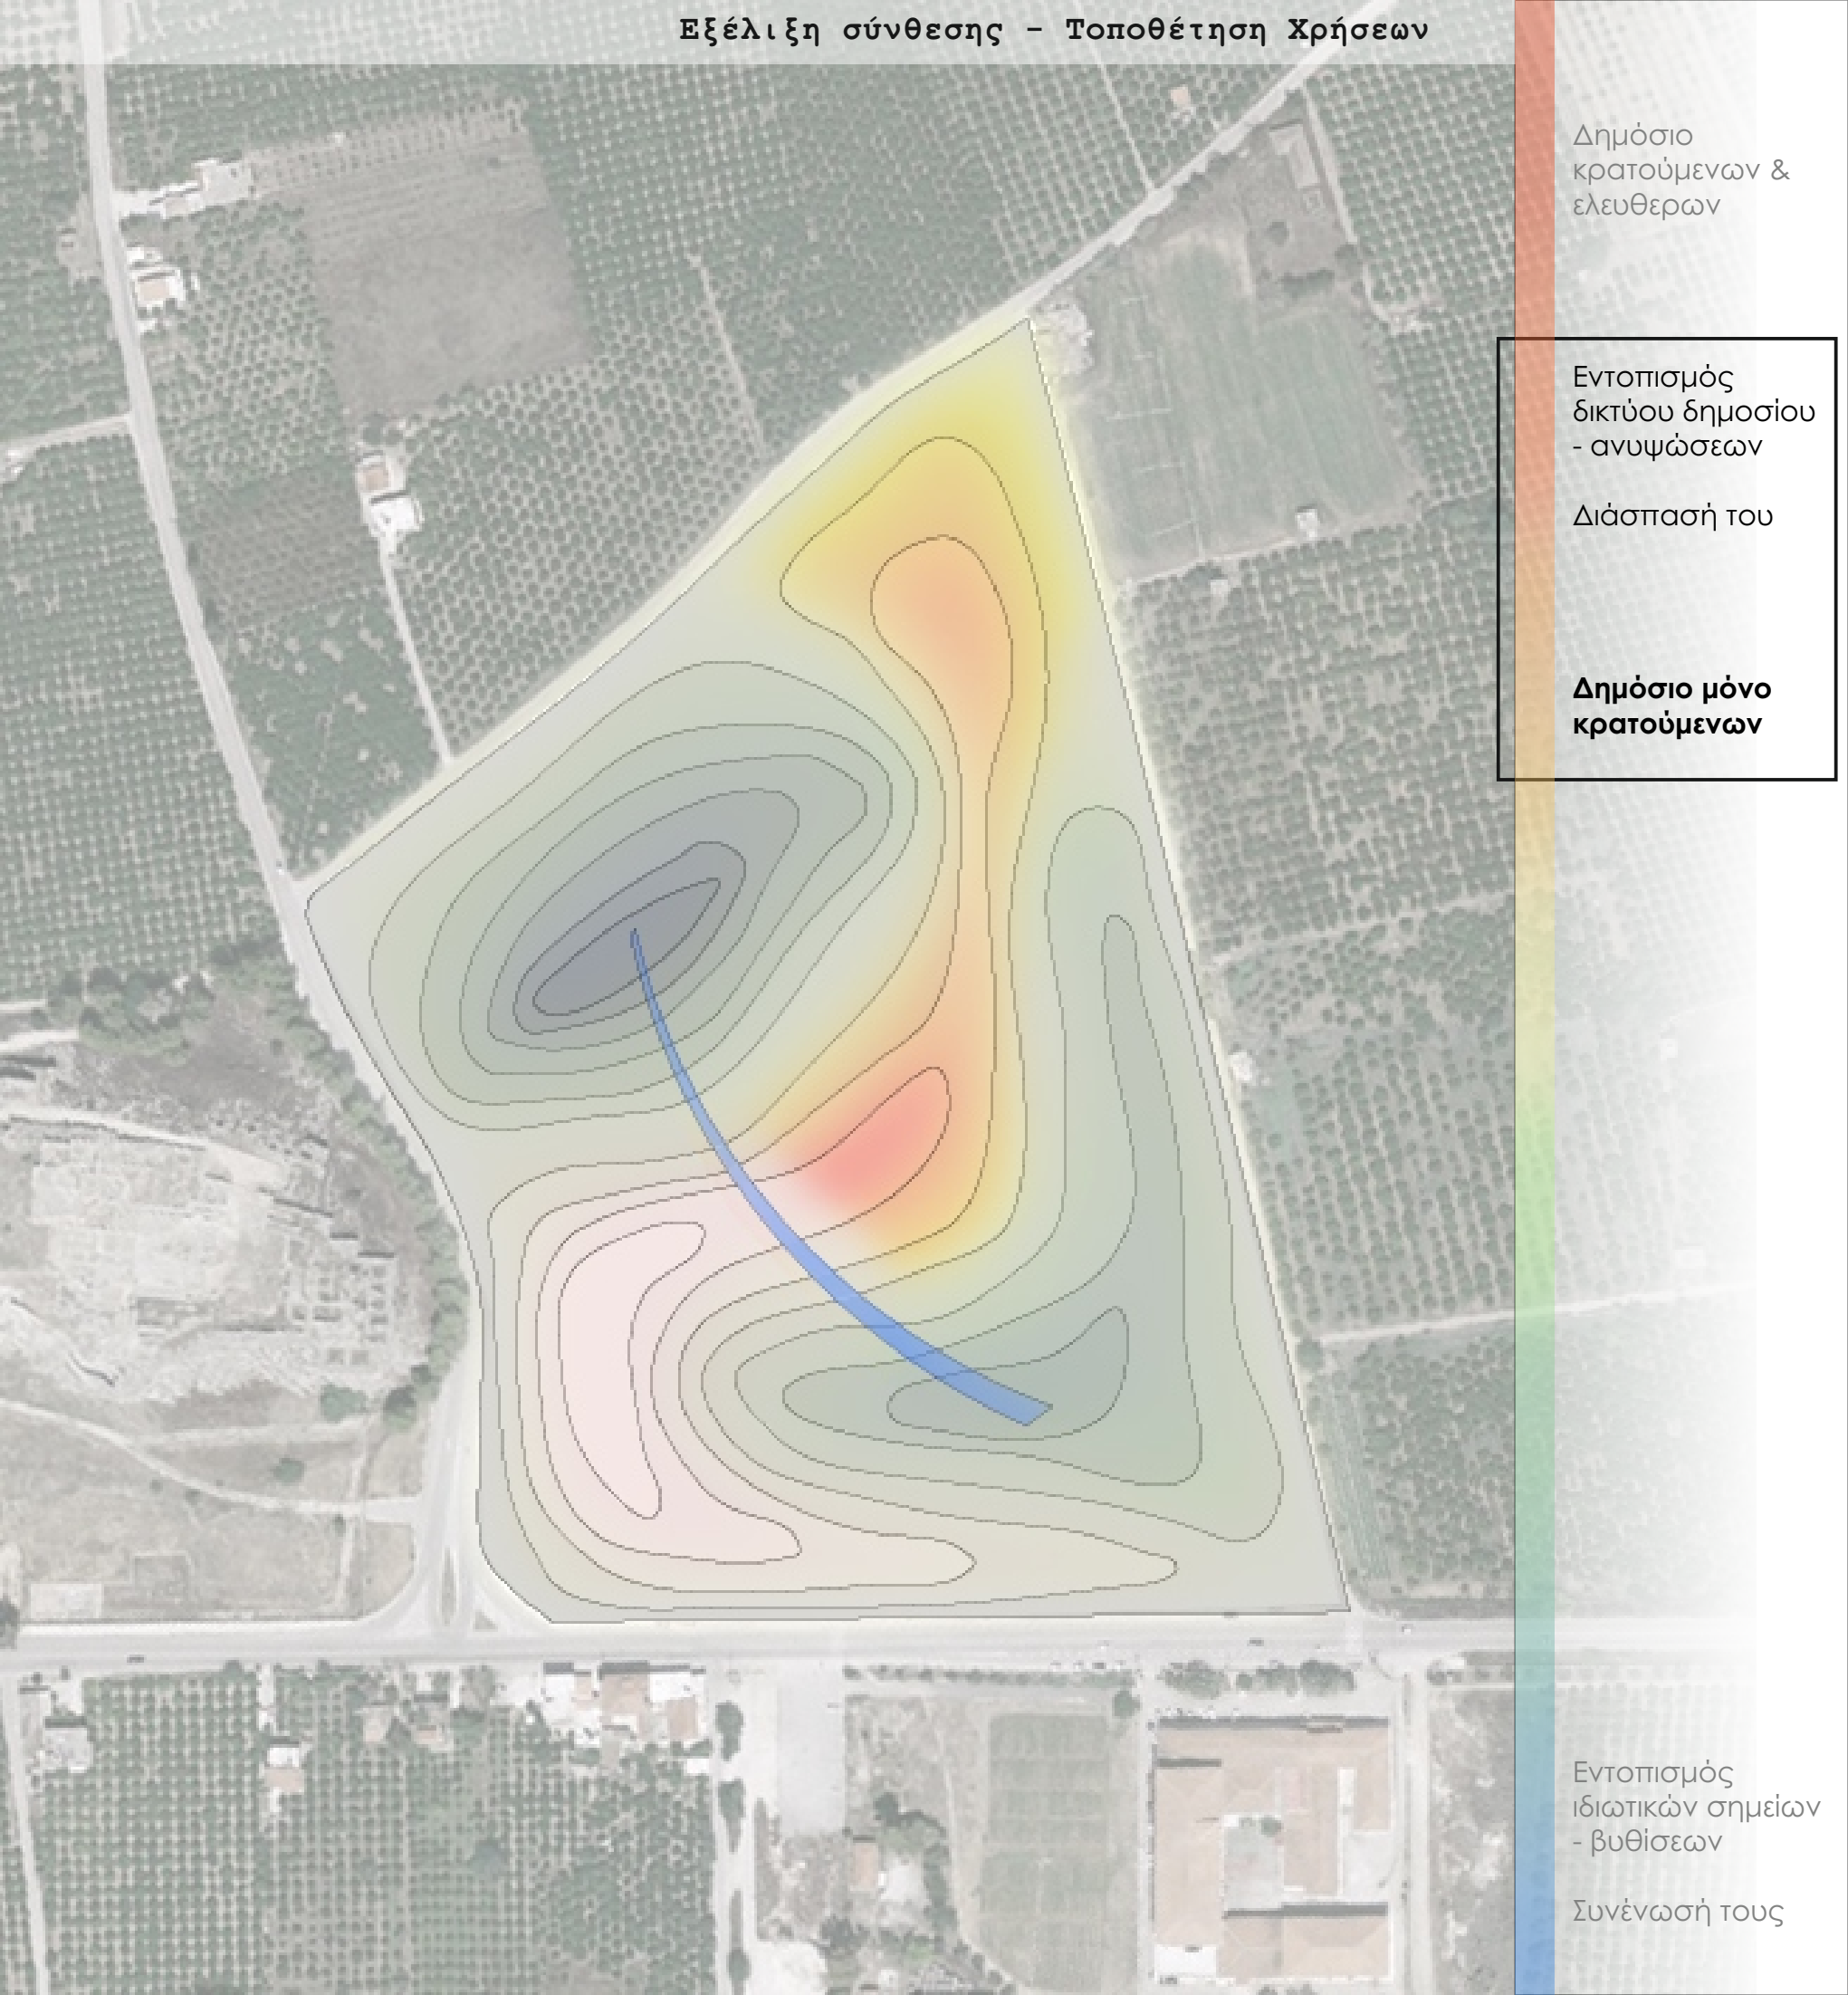 Εξέλιξη σύνθεσης - Τοποθέτηση Χρήσεων
Δημόσιο
κρατούμενων &
ελευθερων
Εντοπισμός
δικτύου δημοσίου
- ανυψώσεων
Διάσπασή του
Δημόσιο μόνο
κρατούμενων
Εντοπισμός
ιδιωτικών σημείων
- βυθίσεων
Συνένωσή τους